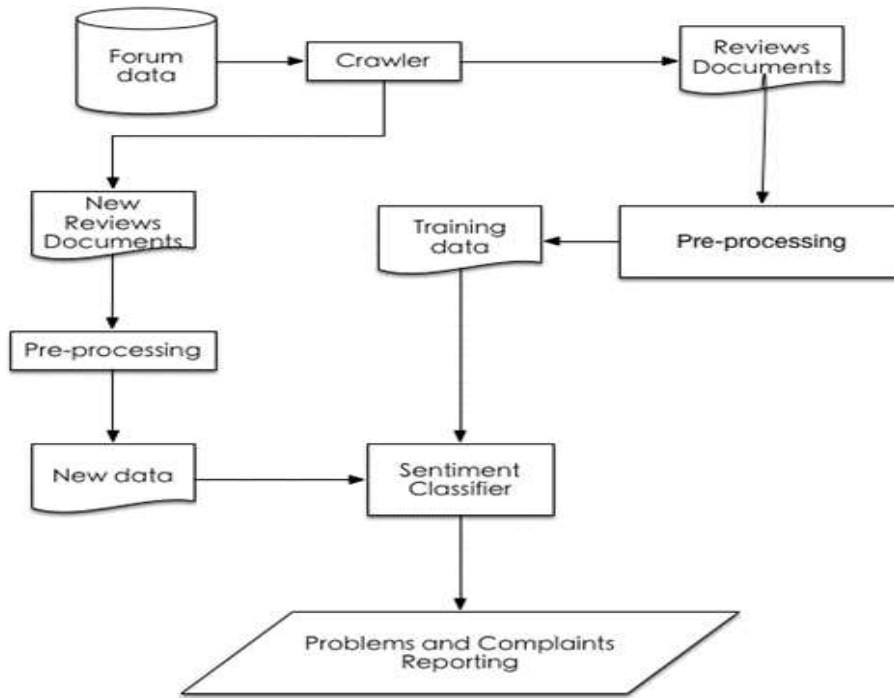 Forum
data
Crawler
Reviews
Documents
New
Reviews
Documents
Training
data
Pre-processing
Pre-processing
New data
Sentiment
Classifier
Problems and Complaints
Reporting